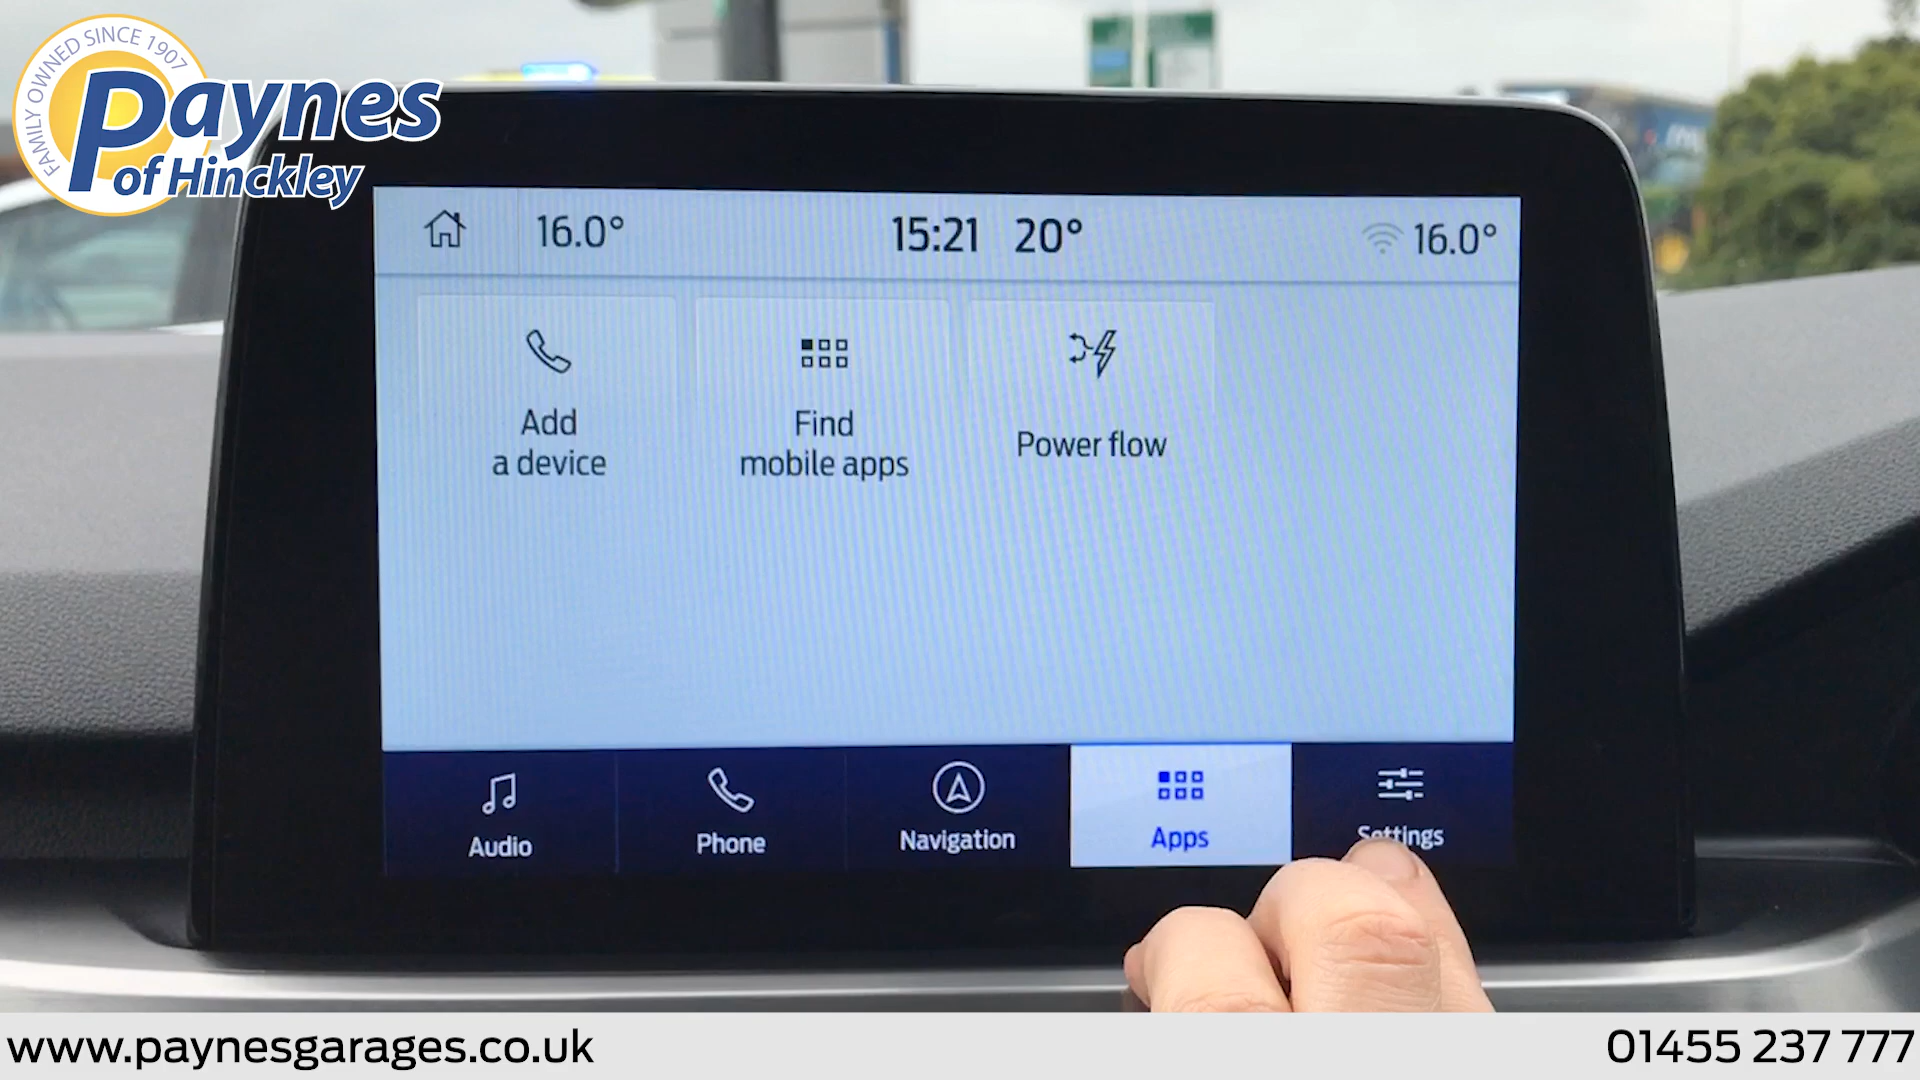 FAMILY OWNED SINCE 1907
Paynes
of Hinckley
16.0°
15:21 20°
16.0°
Add
a device
Find
mobile apps
Power flow
Audio
Phone
Navigation
Apps
Settings
www.paynesgarages.co.uk
01455 237 777